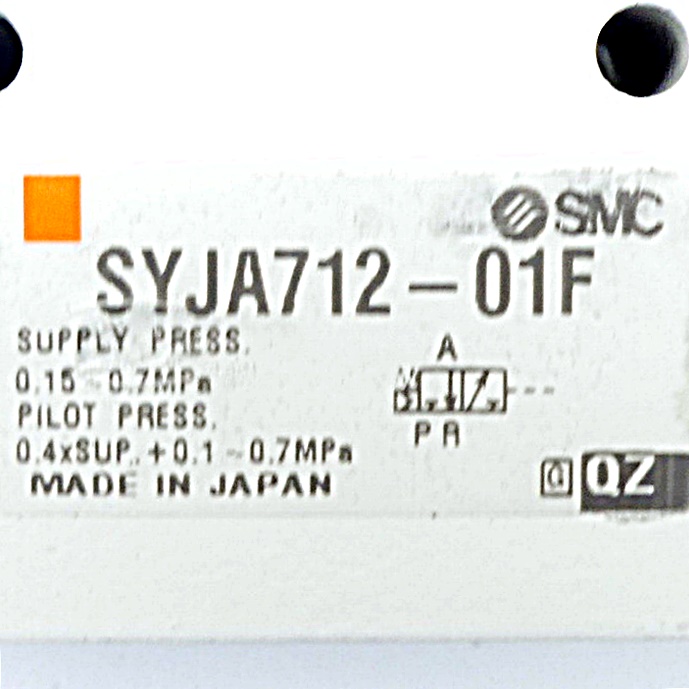 SMC
SYJA712-01F
SUPPLY PRESS.
0.15~0.7MPa
PILOT PRESS.
0.4xSUP.+0.1~0.7MPa
MADE IN JAPAN
A
P R
G QZ